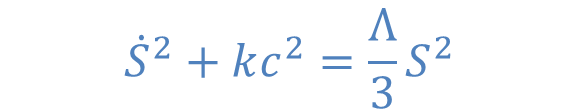 Ṡ² + kc² = Λ/3 S²